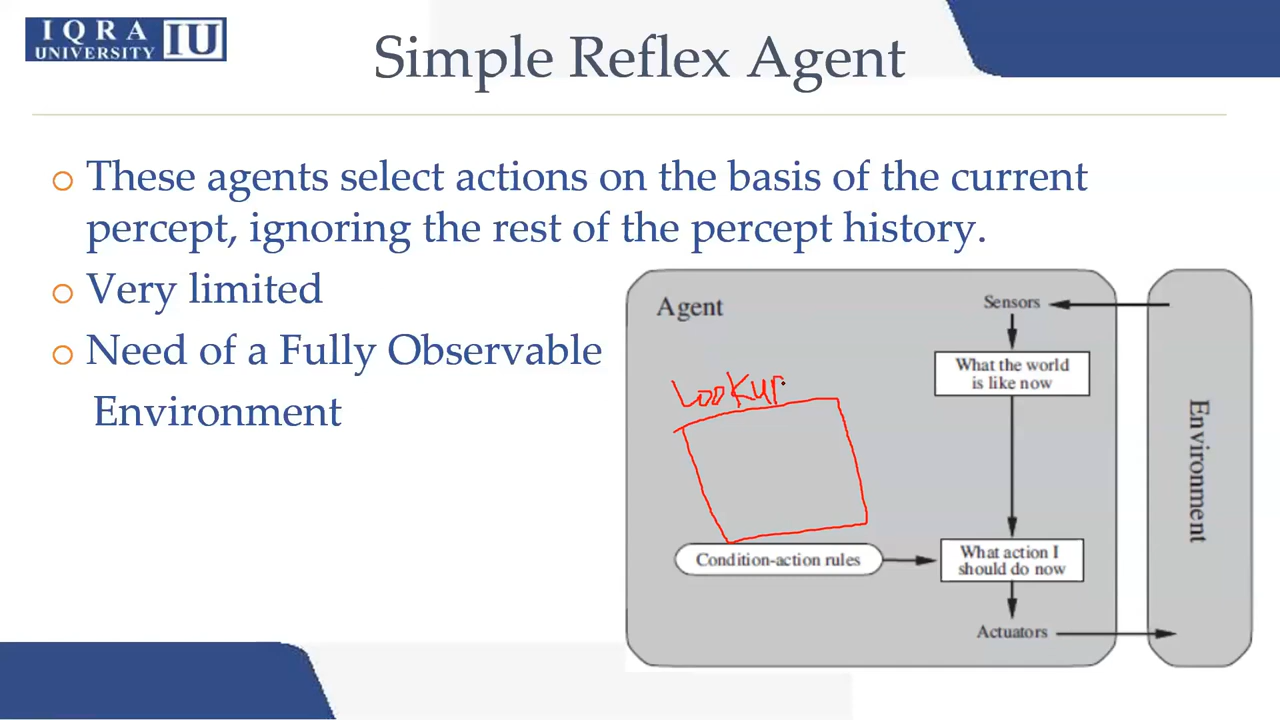 IQRA
UNIVERSITY IU
Simple Reflex Agent
o These agents select actions on the basis of the current
percept, ignoring the rest of the percept history.
o Very limited
o Need of a Fully Observable
Environment
Agent
Sensors
What the world
is like now
LOOKUP
Condition-action rules
What action I
should do now
Actuators
Environment